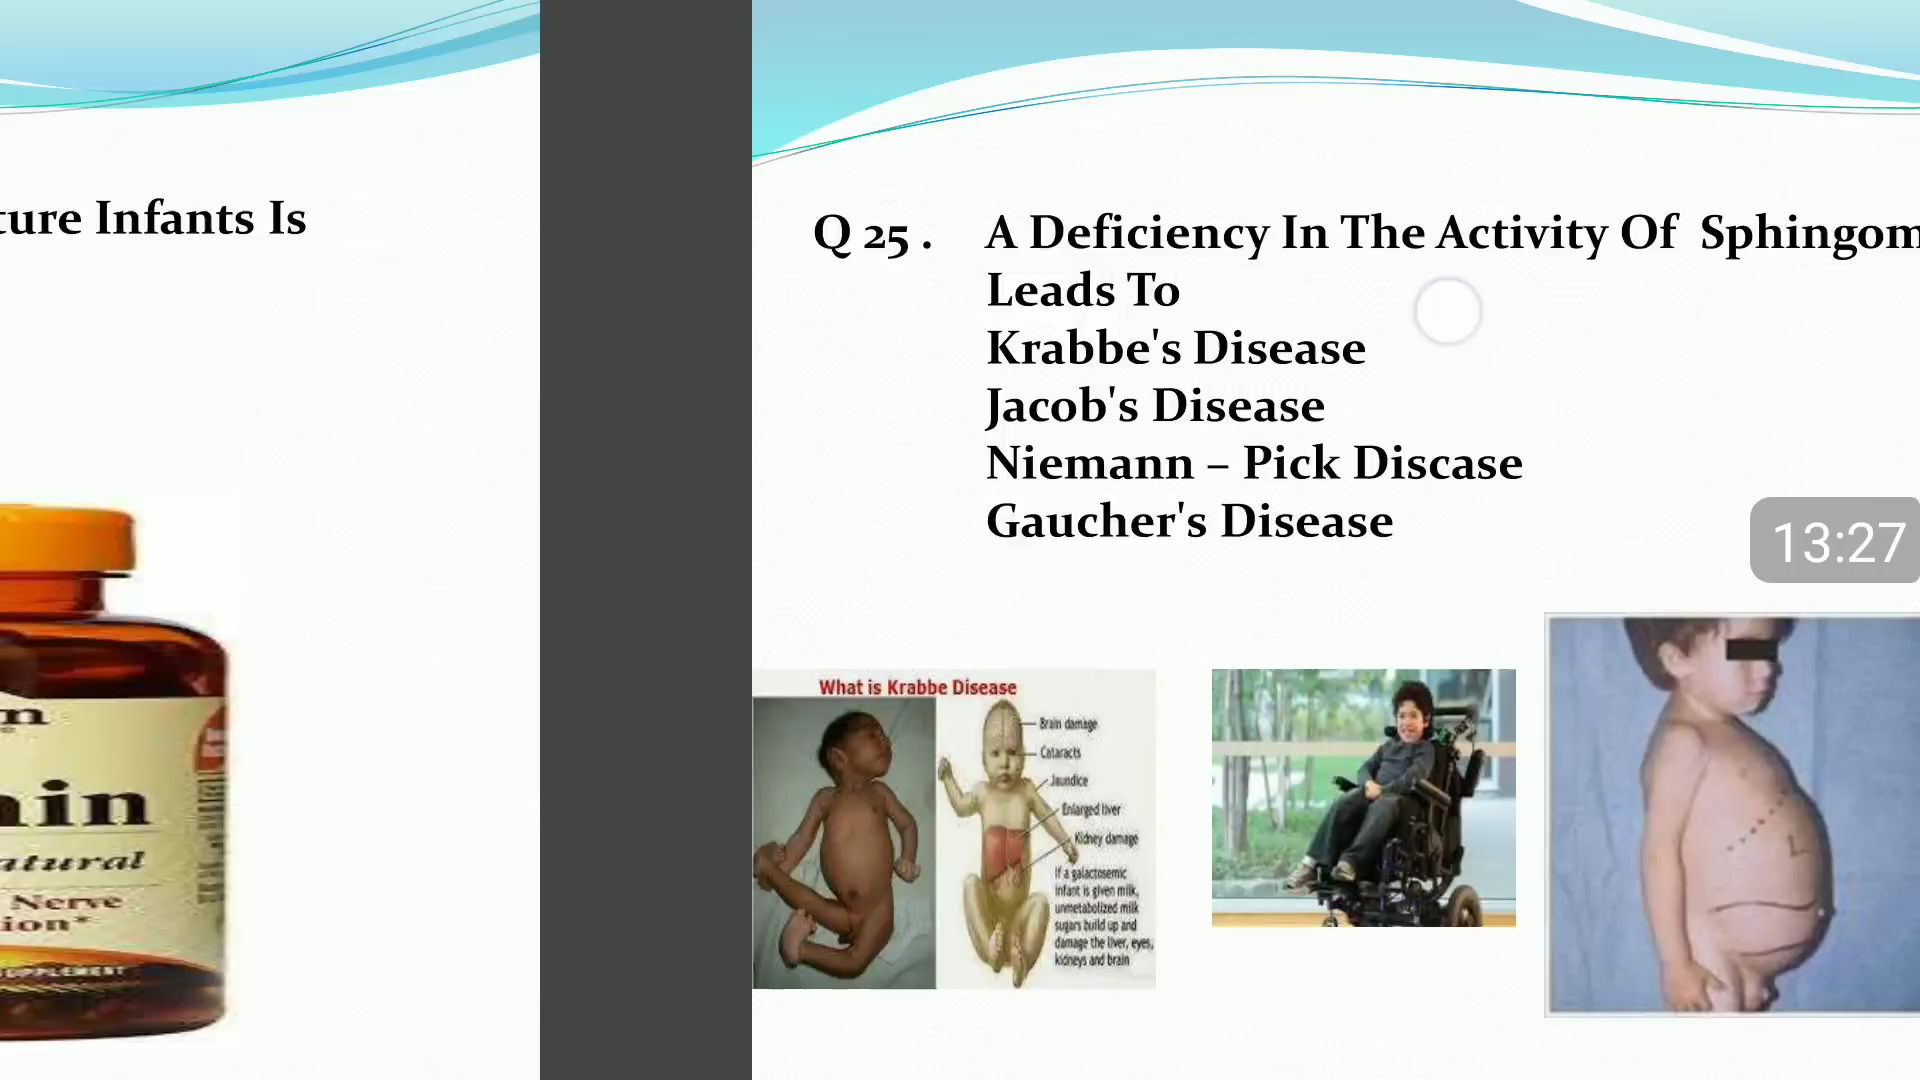 ture Infants Is
n
nin
atural
Nerve
ion*
SUPPLEMENT
Q 25 . A Deficiency In The Activity Of Sphingom
Leads To
Krabbe's Disease
Jacob's Disease
Niemann – Pick Discase
Gaucher's Disease
13:27
What is Krabbe Disease
Brain damage
Cataracts
Jaundice
Enlarged liver
Kidney damage
If a galactosemic
infant is given milk,
unmetabolized milk
sugars build up and
damage the liver, eyes,
kidneys and brain